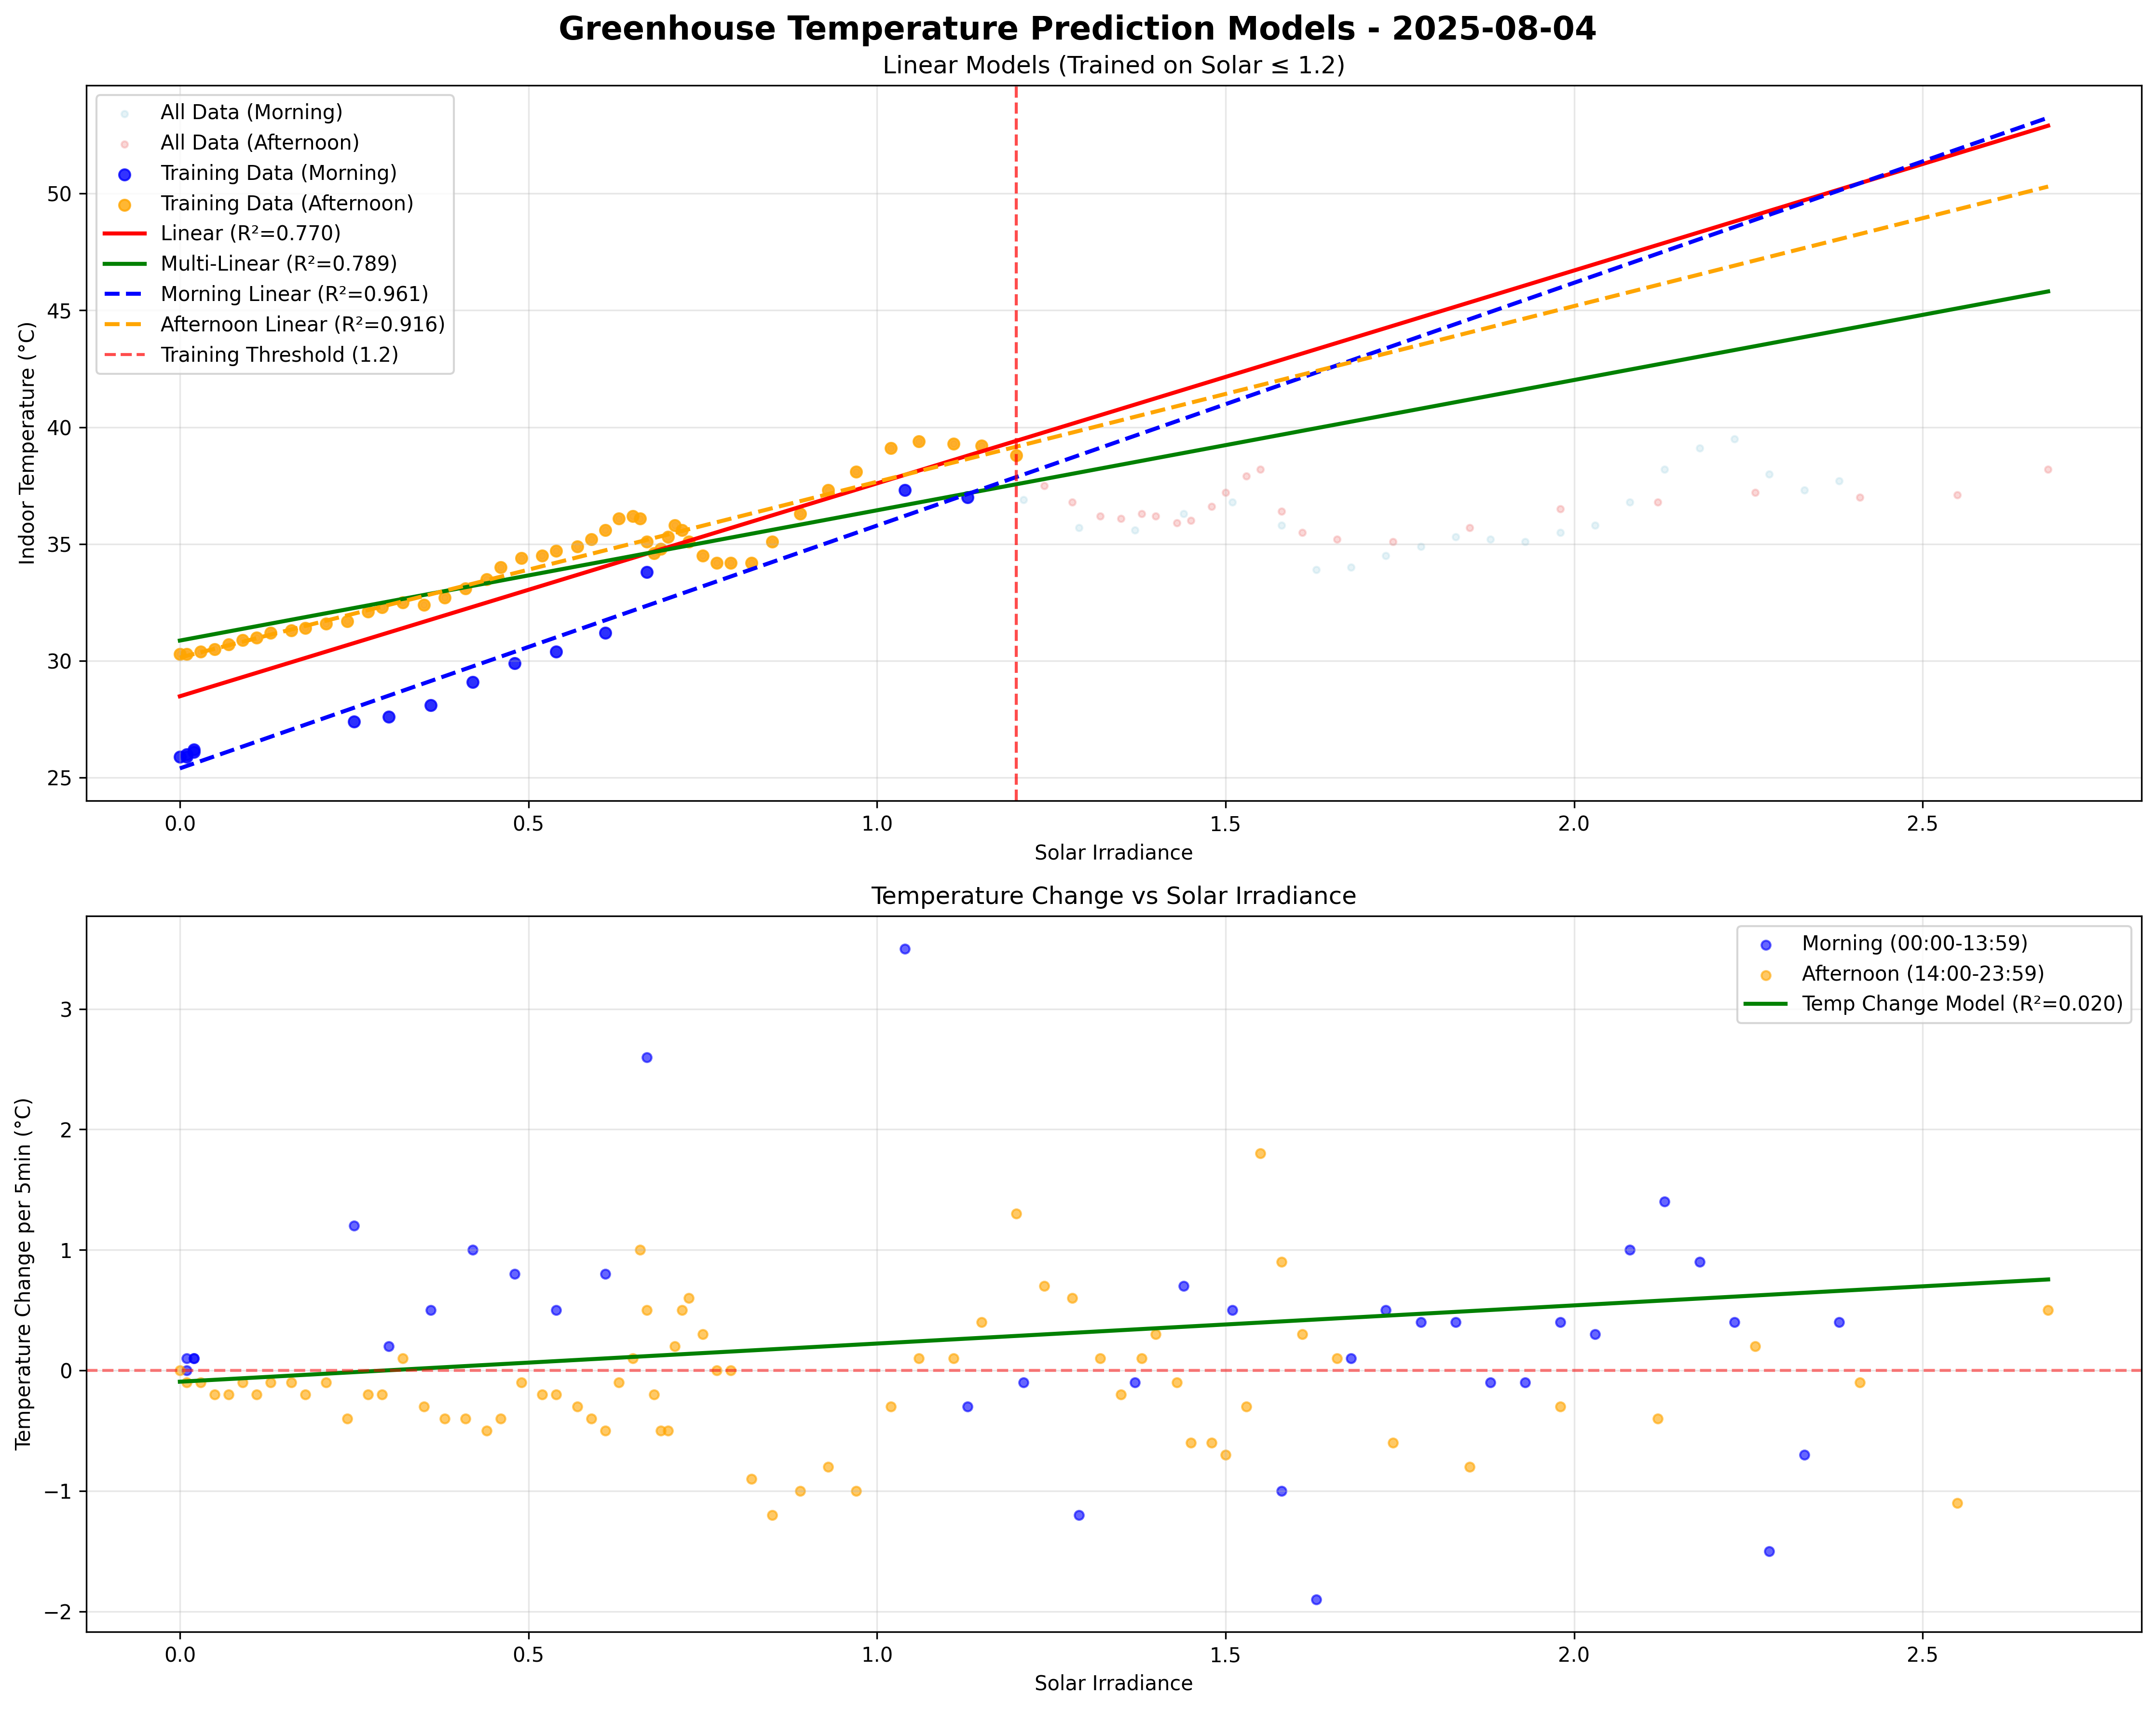 Greenhouse Temperature Prediction Models - 2025-08-04
Linear Models (Trained on Solar ≤ 1.2)
All Data (Morning)
All Data (Afternoon)
Training Data (Morning)
Training Data (Afternoon)
Linear (R²=0.770)
Multi-Linear (R²=0.789)
Morning Linear (R²=0.961)
Afternoon Linear (R²=0.916)
Training Threshold (1.2)
Indoor Temperature (°C)
50
45
40
35
30
25
0.0 0.5 1.0 1.5 2.0 2.5
Solar Irradiance
Temperature Change vs Solar Irradiance
Morning (00:00-13:59)
Afternoon (14:00-23:59)
Temp Change Model (R²=0.020)
Temperature Change per 5min (°C)
3
2
1
0
−1
−2
0.0 0.5 1.0 1.5 2.0 2.5
Solar Irradiance